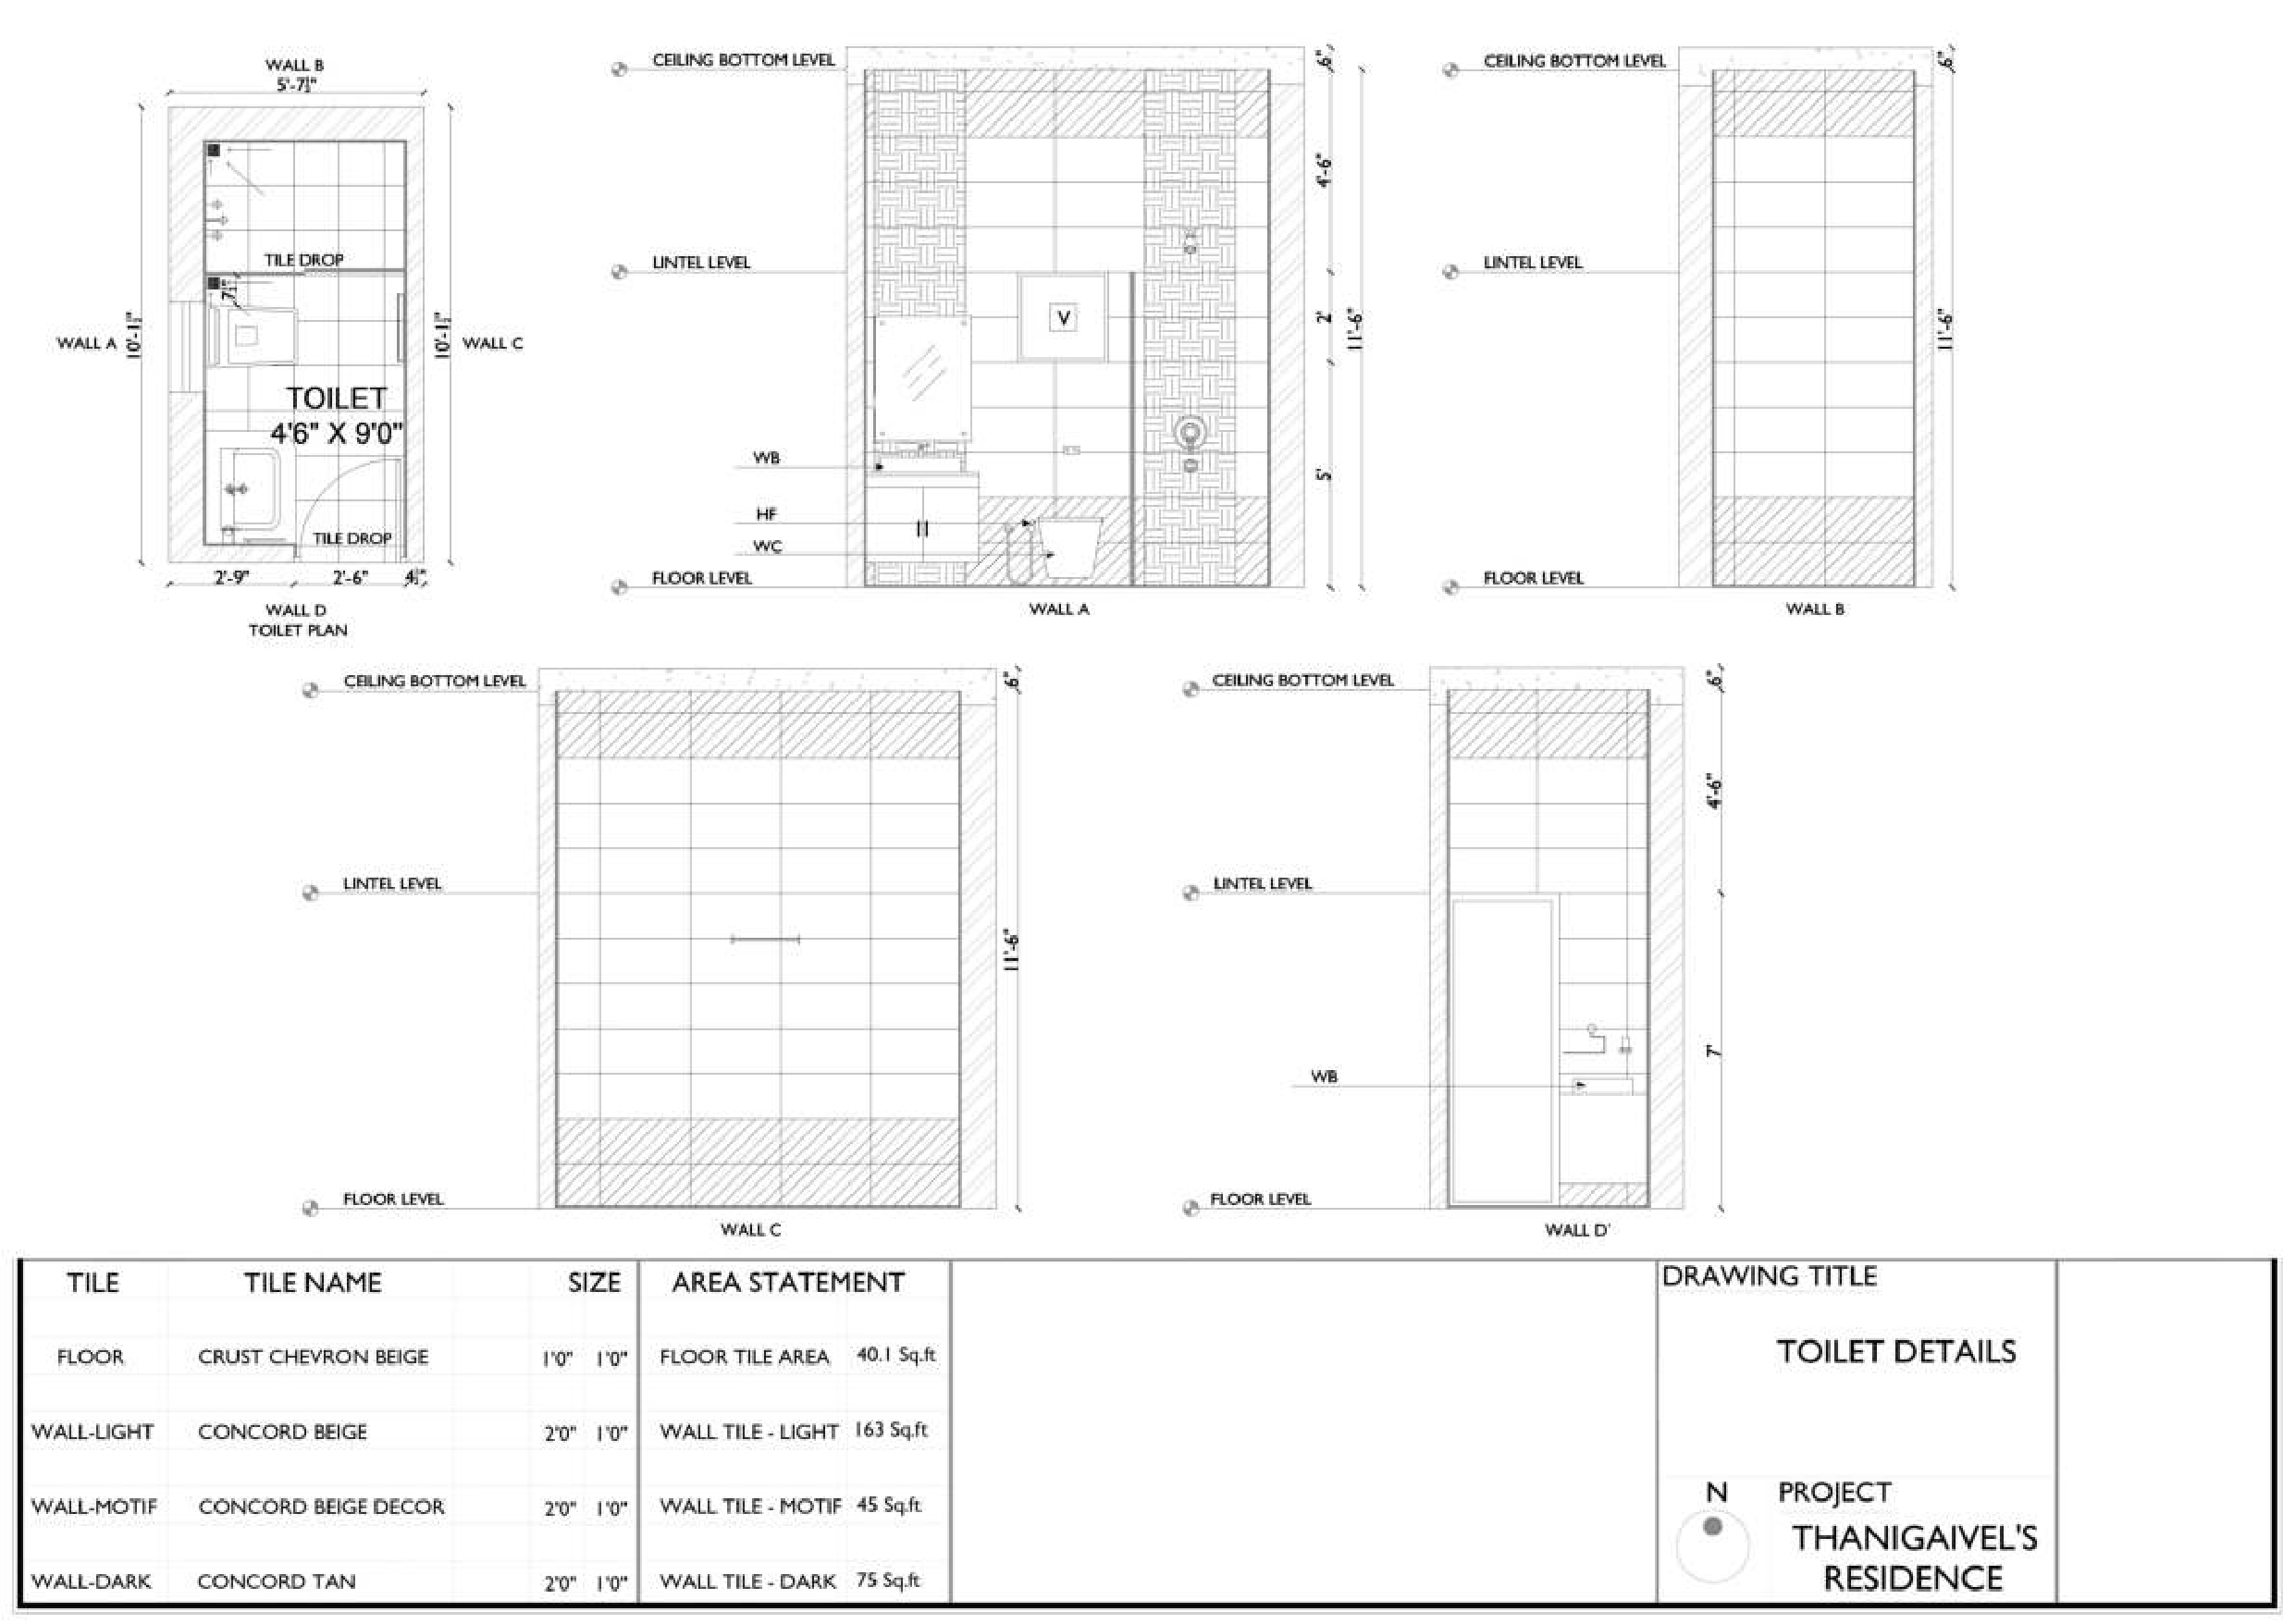 WALL B
5'-7½"
TILE DROP
7½"
WALL A
10'-1½"
10'-1½"
WALL C
TOILET
4'6" X 9'0"
TILE DROP
2'-9"
2'-6"
4½"
WALL D
TOILET PLAN
CEILING BOTTOM LEVEL
LINTEL LEVEL
WB
HF
WC
FLOOR LEVEL
V
6"
4'-6"
2'
5'
11'-6"
WALL A
CEILING BOTTOM LEVEL
LINTEL LEVEL
FLOOR LEVEL
6"
11'-6"
WALL B
CEILING BOTTOM LEVEL
LINTEL LEVEL
FLOOR LEVEL
6"
11'-6"
WALL C
CEILING BOTTOM LEVEL
LINTEL LEVEL
WB
FLOOR LEVEL
6"
4'-6"
7'
WALL D'
TILE TILE NAME SIZE AREA STATEMENT
FLOOR CRUST CHEVRON BEIGE 1'0" 1'0" FLOOR TILE AREA 40.1 Sq.ft
WALL-LIGHT CONCORD BEIGE 2'0" 1'0" WALL TILE - LIGHT 163 Sq.ft
WALL-MOTIF CONCORD BEIGE DECOR 2'0" 1'0" WALL TILE - MOTIF 45 Sq.ft
WALL-DARK CONCORD TAN 2'0" 1'0" WALL TILE - DARK 75 Sq.ft
DRAWING TITLE
TOILET DETAILS
N
PROJECT
THANIGAIVEL'S
RESIDENCE